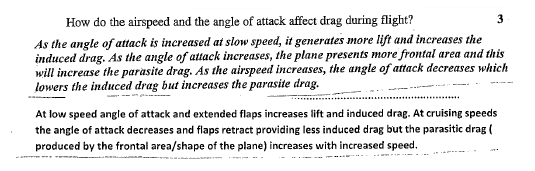 How do the airspeed and the angle of attack affect drag during flight? 3
As the angle of attack is increased at slow speed, it generates more lift and increases the
induced drag. As the angle of attack increases, the plane presents more frontal area and this
will increase the parasite drag. As the airspeed increases, the angle of attack decreases which
lowers the induced drag but increases the parasite drag.
At low speed angle of attack and extended flaps increases lift and induced drag. At cruising speeds
the angle of attack decreases and flaps retract providing less induced drag but the parasitic drag (
produced by the frontal area/shape of the plane) increases with increased speed.